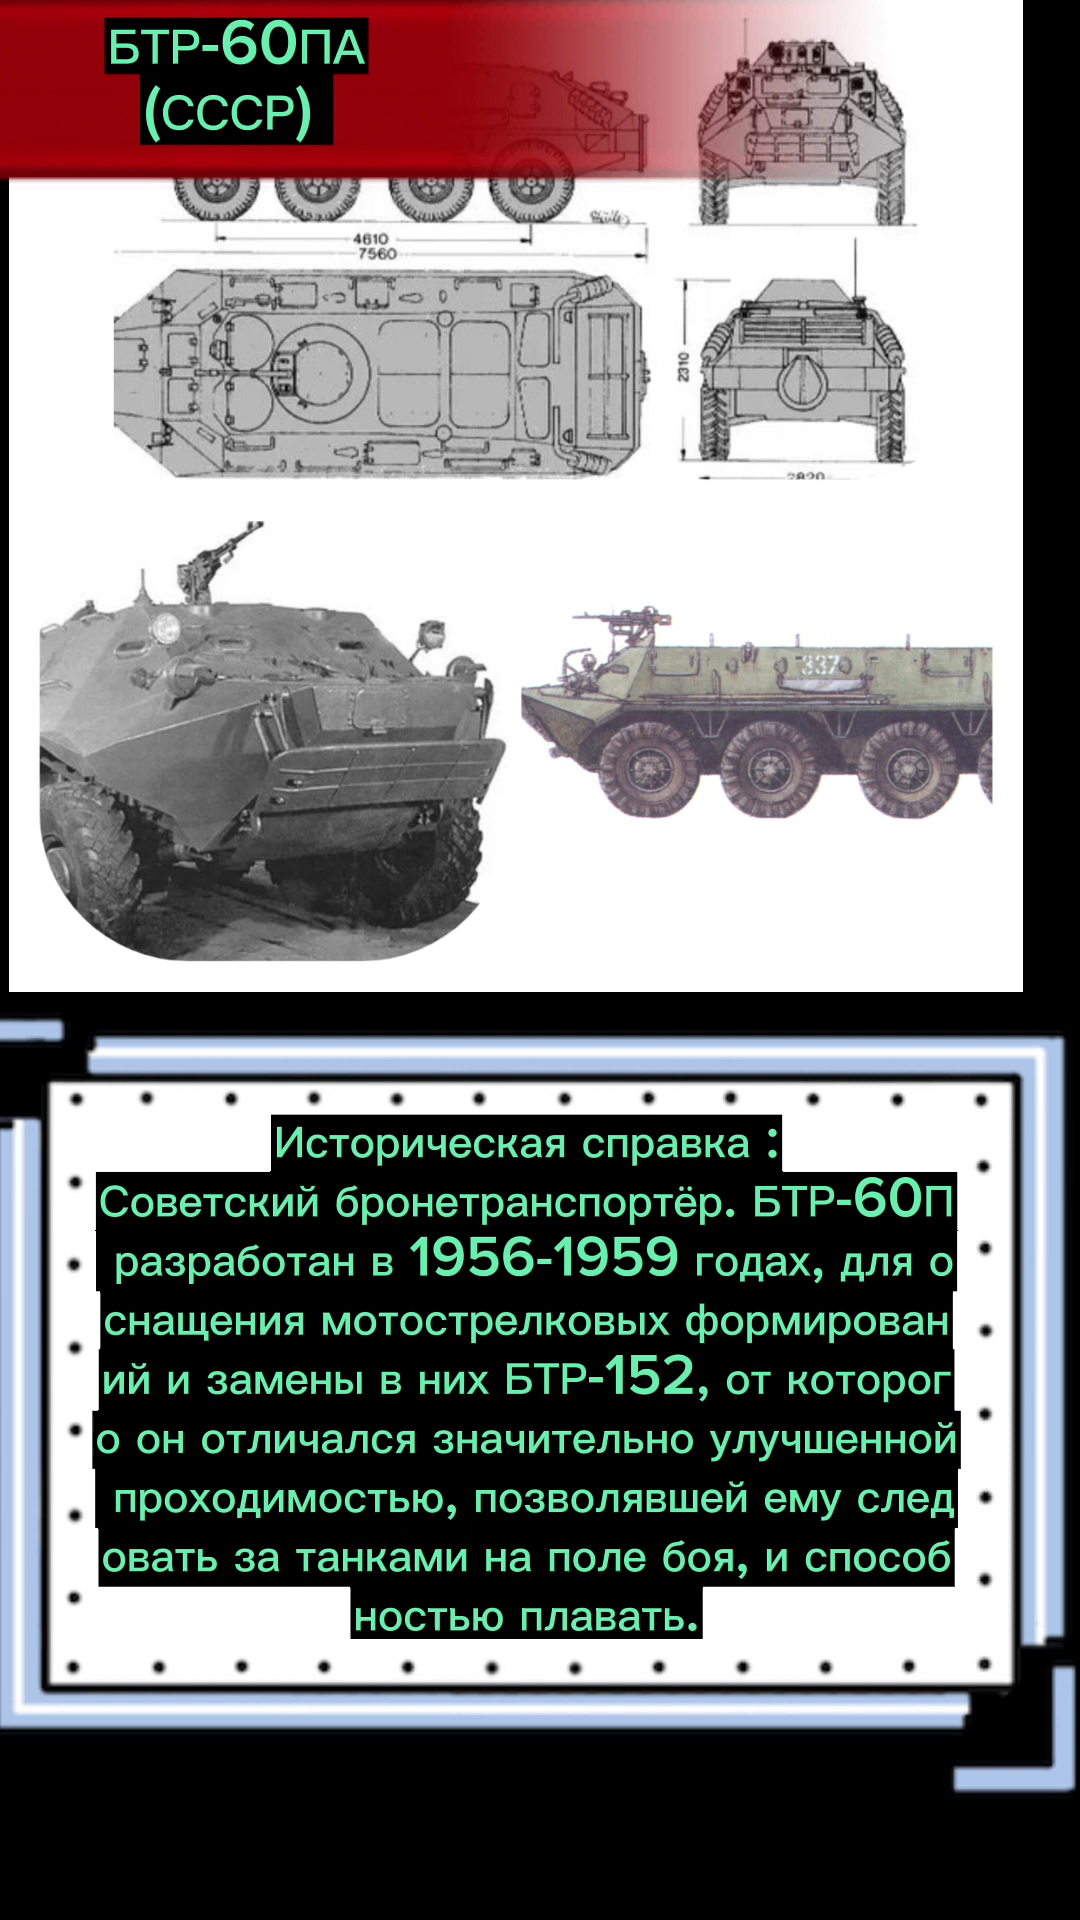 БТР-60ПА
(СССР)
4610
7560
2310
2820
337
Историческая справка :
Советский бронетранспортёр. БТР-60П
разработан в 1956-1959 годах, для о
снащения мотострелковых формирован
ий и замены в них БТР-152, от которог
о он отличался значительно улучшенной
проходимостью, позволявшей ему след
овать за танками на поле боя, и способ
ностью плавать.